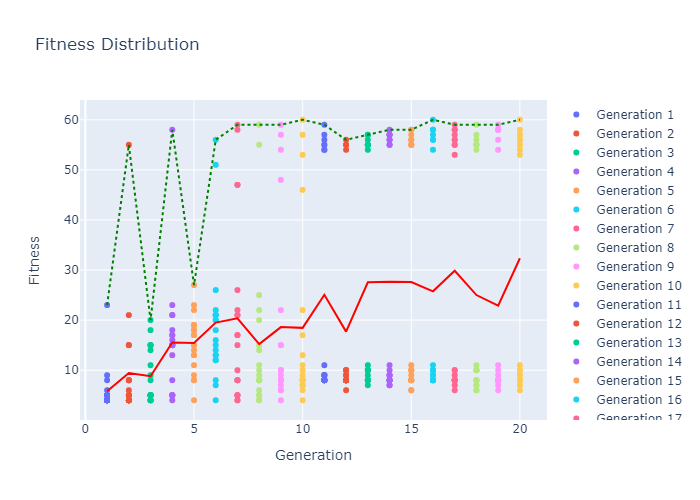 Fitness Distribution
60
50
40
30
20
10
Fitness
0
5
10
15
20
Generation
Generation 1
Generation 2
Generation 3
Generation 4
Generation 5
Generation 6
Generation 7
Generation 8
Generation 9
Generation 10
Generation 11
Generation 12
Generation 13
Generation 14
Generation 15
Generation 16
Generation 17